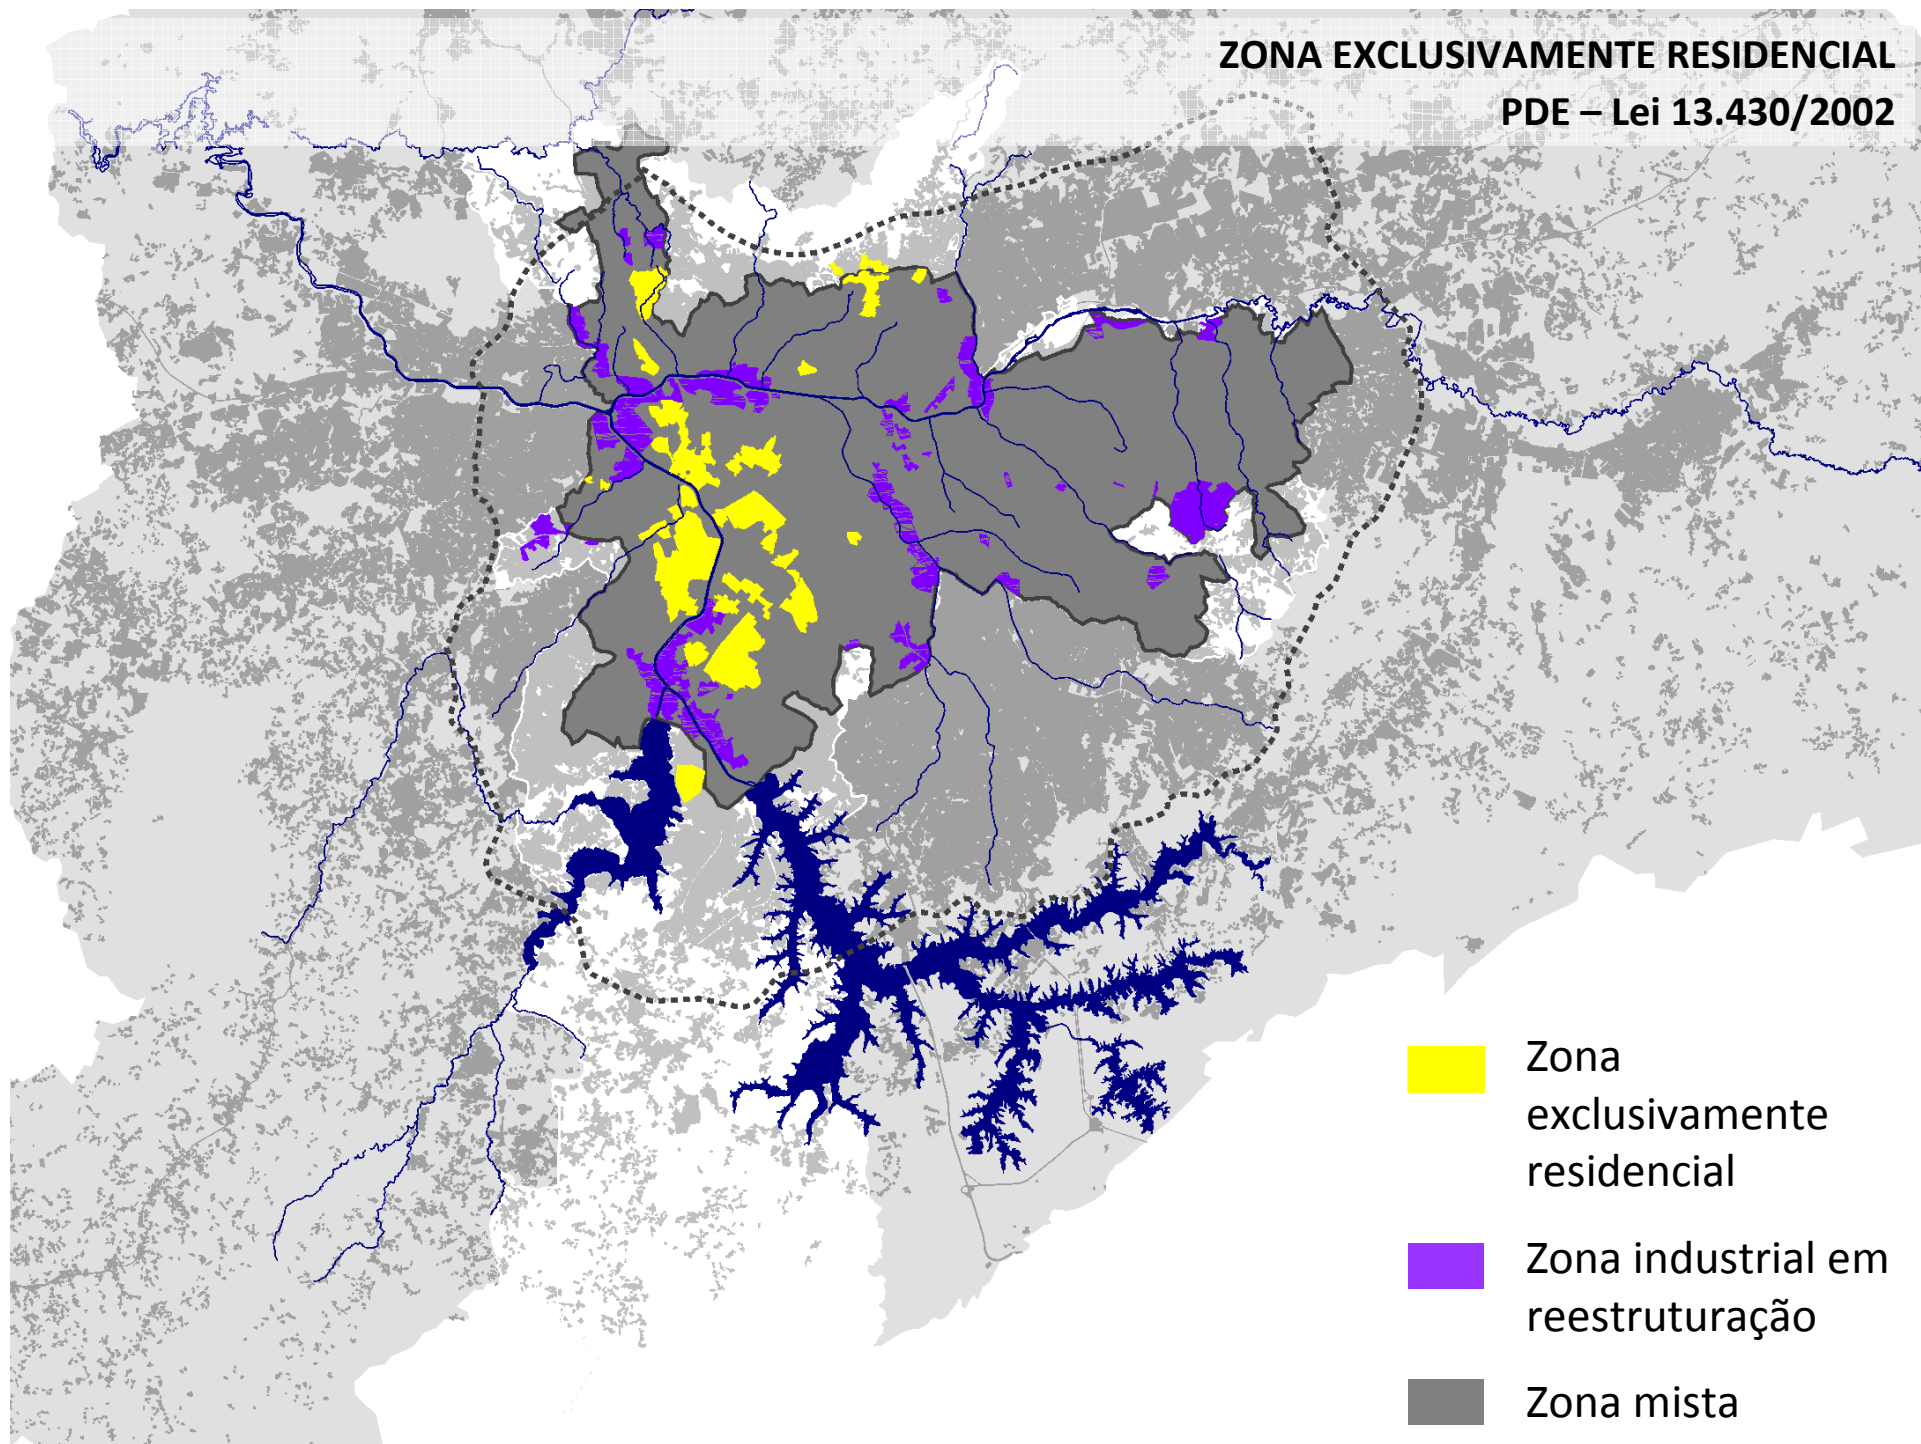 ZONA EXCLUSIVAMENTE RESIDENCIAL
PDE – Lei 13.430/2002
Zona
exclusivamente
residencial
Zona industrial em
reestruturação
Zona mista